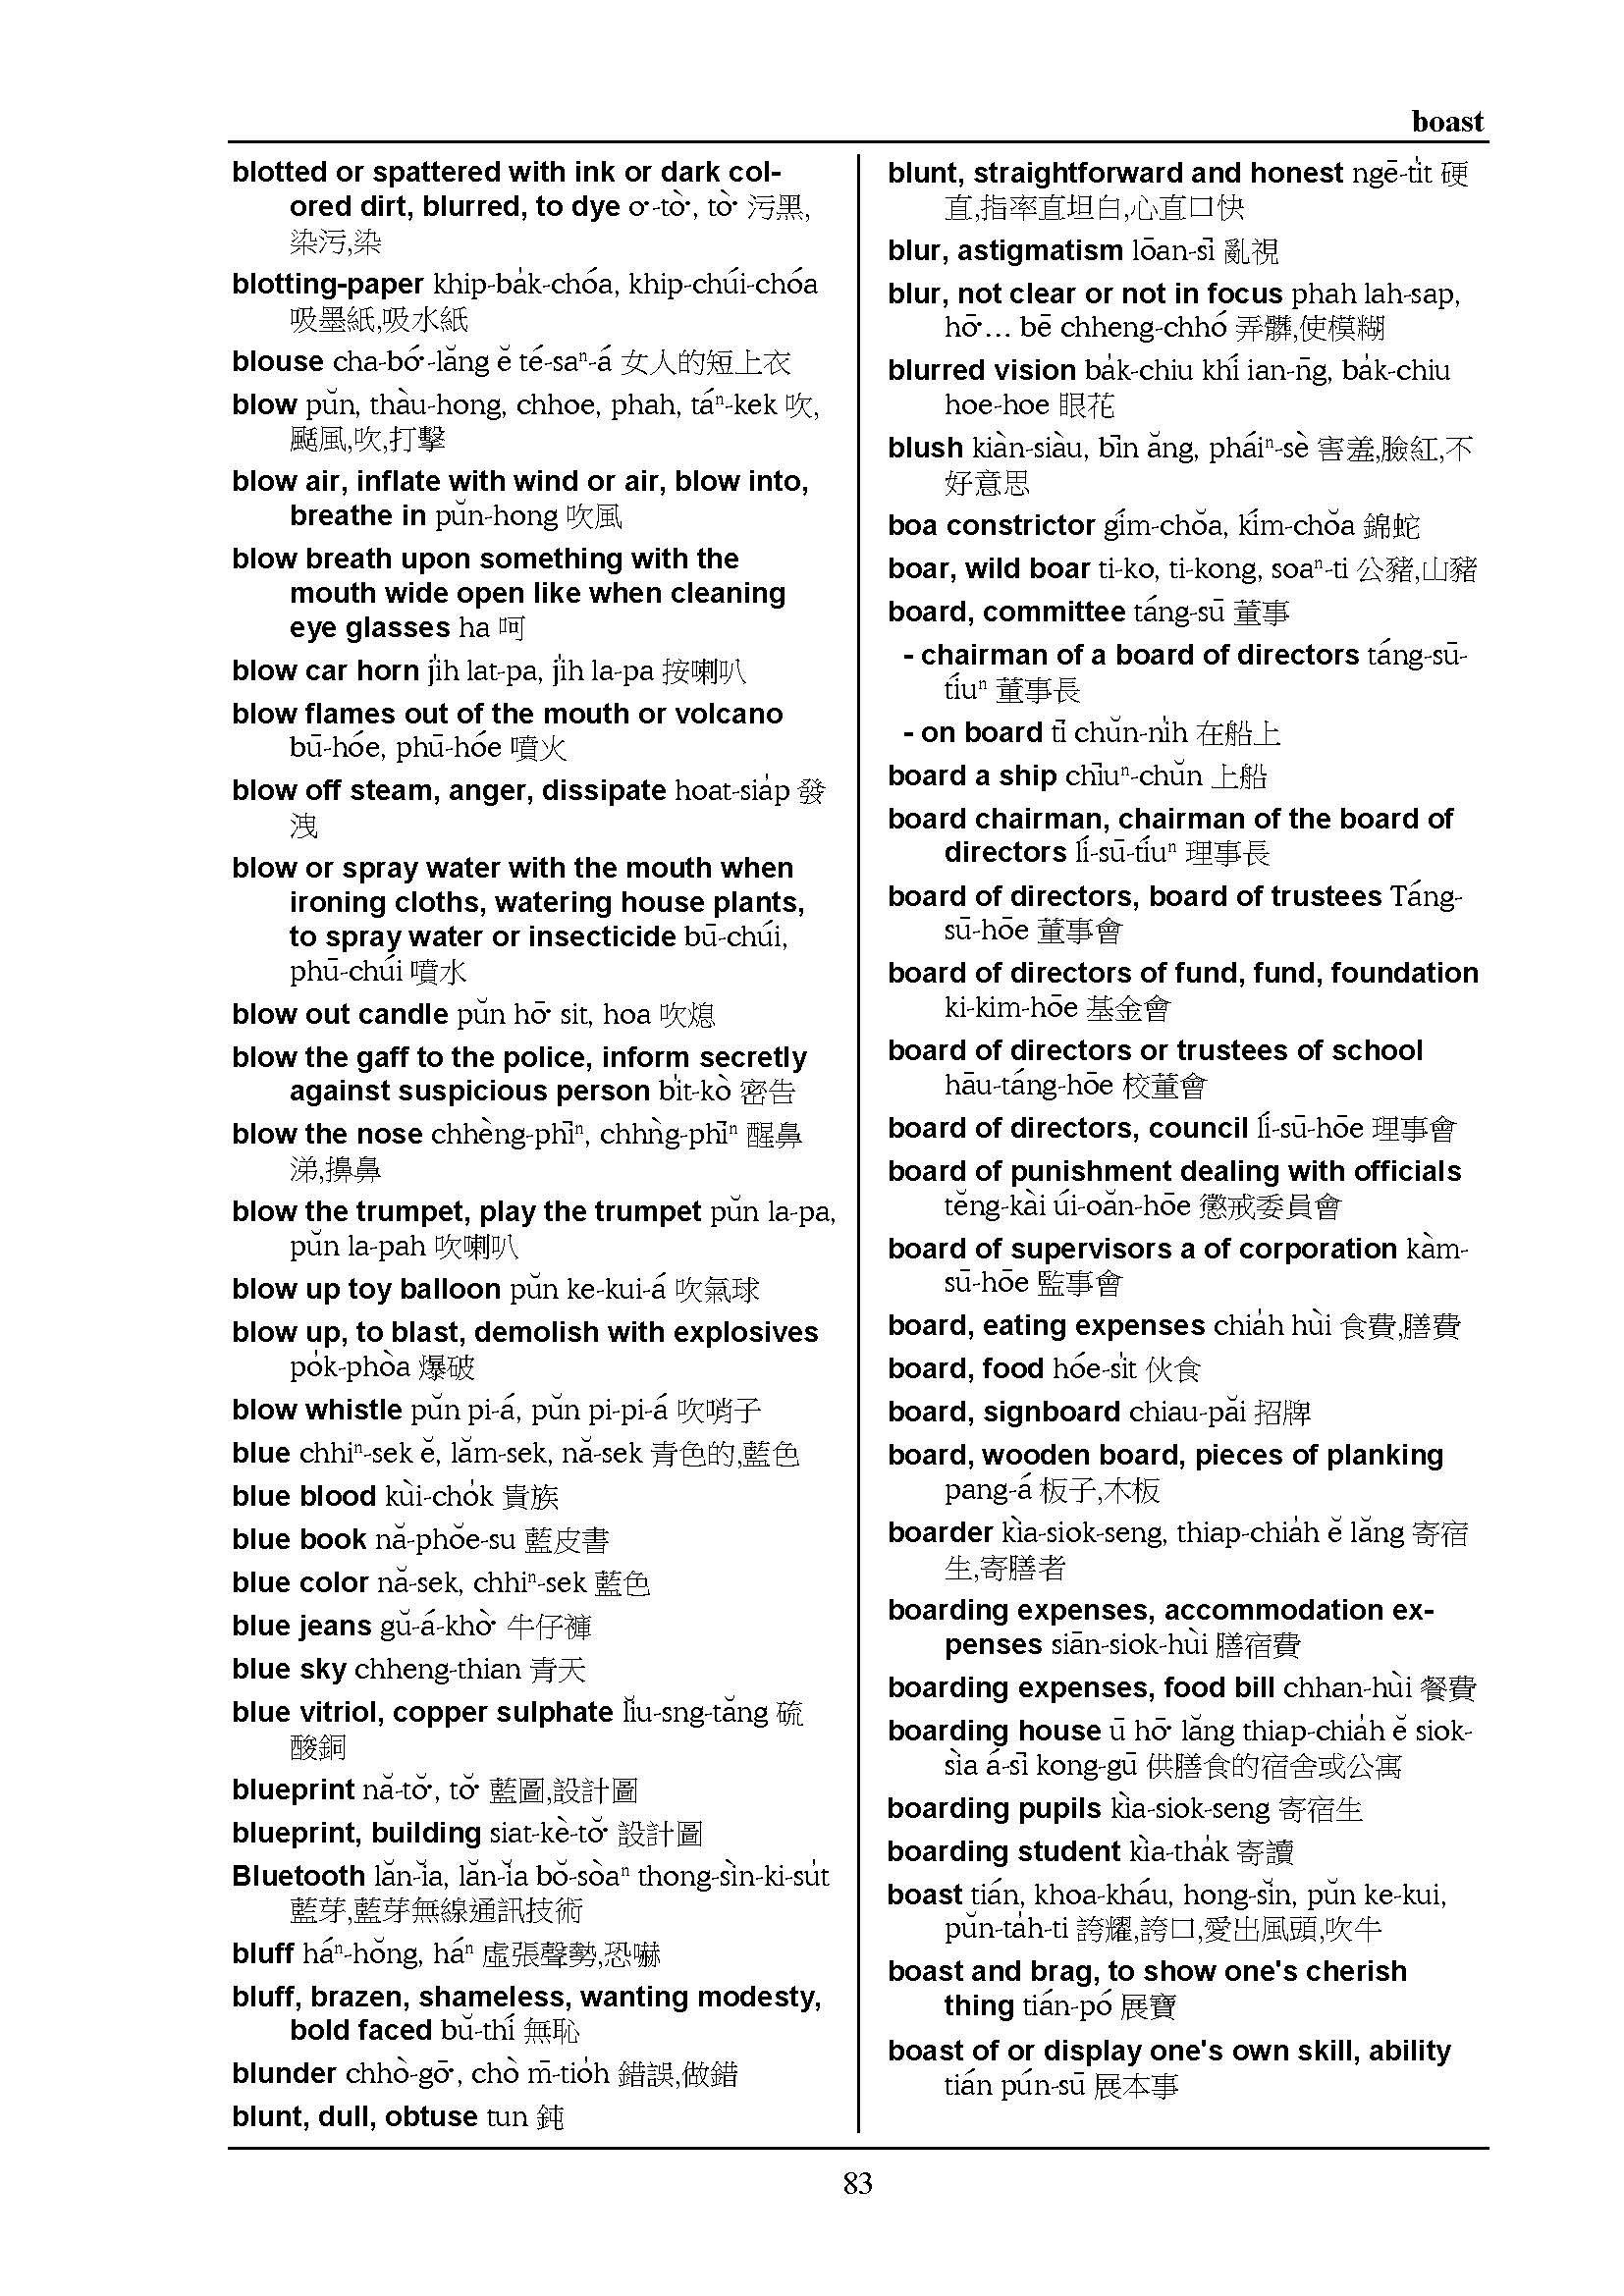 boast
blotted or spattered with ink or dark col-
ored dirt, blurred, to dye o͘-tò͘, tò͘ 污黑,
染污,染
blotting-paper khip-ba̍k-chóa, khip-chúi-chóa
吸墨紙,吸水紙
blouse cha-bó͘-lăng ĕ té-saⁿ-á 女人的短上衣
blow pŭn, thàu-hong, chhoe, phah, táⁿ-kek 吹,
颳風,吹,打擊
blow air, inflate with wind or air, blow into,
breathe in pŭn-hong 吹風
blow breath upon something with the
mouth wide open like when cleaning
eye glasses ha 呵
blow car horn ji̍h lat-pa, ji̍h la-pa 按喇叭
blow flames out of the mouth or volcano
bū-hóe, phū-hóe 噴火
blow off steam, anger, dissipate hoat-sia̍p 發
洩
blow or spray water with the mouth when
ironing cloths, watering house plants,
to spray water or insecticide bū-chúi,
phū-chúi 噴水
blow out candle pŭn hō͘ sit, hoa 吹熄
blow the gaff to the police, inform secretly
against suspicious person bi̍t-kò 密告
blow the nose chhèng-phīⁿ, chhǹg-phīⁿ 醒鼻
涕,擤鼻
blow the trumpet, play the trumpet pŭn la-pa,
pŭn la-pah 吹喇叭
blow up toy balloon pŭn ke-kui-á 吹氣球
blow up, to blast, demolish with explosives
po̍k-phòa 爆破
blow whistle pŭn pi-á, pŭn pi-pi-á 吹哨子
blue chhiⁿ-sek ĕ, lăm-sek, nă-sek 青色的,藍色
blue blood kùi-cho̍k 貴族
blue book nă-phŏe-su 藍皮書
blue color nă-sek, chhiⁿ-sek 藍色
blue jeans gŭ-á-khò͘ 牛仔褲
blue sky chheng-thian 青天
blue vitriol, copper sulphate lĭu-sng-tăng 硫
酸銅
blueprint nă-tŏ͘, tŏ͘ 藍圖,設計圖
blueprint, building siat-kè-tŏ͘ 設計圖
Bluetooth lăn-ĭa, lăn-ĭa bŏ-sòaⁿ thong-sìn-ki-su̍t
藍芽,藍芽無線通訊技術
bluff háⁿ-hŏng, háⁿ 虛張聲勢,恐嚇
bluff, brazen, shameless, wanting modesty,
bold faced bŭ-thí 無恥
blunder chhò-gō͘, chò m̄-tio̍h 錯誤,做錯
blunt, dull, obtuse tun 鈍
blunt, straightforward and honest ngē-ti̍t 硬
直,指率直坦白,心直口快
blur, astigmatism lōan-sī 亂視
blur, not clear or not in focus phah lah-sap,
hō͘... bē chheng-chhó 弄髒,使模糊
blurred vision ba̍k-chiu khí ian-n̄g, ba̍k-chiu
hoe-hoe 眼花
blush kiàn-siàu, bīn ăng, pháiⁿ-sè 害羞,臉紅,不
好意思
boa constrictor gím-chŏa, kím-chŏa 錦蛇
boar, wild boar ti-ko, ti-kong, soaⁿ-ti 公豬,山豬
board, committee táng-sū 董事
- chairman of a board of directors táng-sū-
tíuⁿ 董事長
- on board tī chŭn-ni̍h 在船上
board a ship chīuⁿ-chŭn 上船
board chairman, chairman of the board of
directors lí-sū-tíuⁿ 理事長
board of directors, board of trustees Táng-
sū-hōe 董事會
board of directors of fund, fund, foundation
ki-kim-hōe 基金會
board of directors or trustees of school
hāu-táng-hōe 校董會
board of directors, council lí-sū-hōe 理事會
board of punishment dealing with officials
tĕng-kài úi-oăn-hōe 懲戒委員會
board of supervisors a of corporation kàm-
sū-hōe 監事會
board, eating expenses chia̍h hùi 食費,膳費
board, food hóe-si̍t 伙食
board, signboard chiau-păi 招牌
board, wooden board, pieces of planking
pang-á 板子,木板
boarder kìa-siok-seng, thiap-chia̍h ĕ lăng 寄宿
生,寄膳者
boarding expenses, accommodation ex-
penses siān-siok-hùi 膳宿費
boarding expenses, food bill chhan-hùi 餐費
boarding house ū hō͘ lăng thiap-chia̍h ĕ siok-
sìa á-sī kong-gū 供膳食的宿舍或公寓
boarding pupils kìa-siok-seng 寄宿生
boarding student kìa-tha̍k 寄讀
boast tián, khoa-kháu, hong-sĭn, pŭn ke-kui,
pŭn-ta̍h-ti 誇耀,誇口,愛出風頭,吹牛
boast and brag, to show one's cherish
thing tián-pó 展寶
boast of or display one's own skill, ability
tián pún-sū 展本事
83